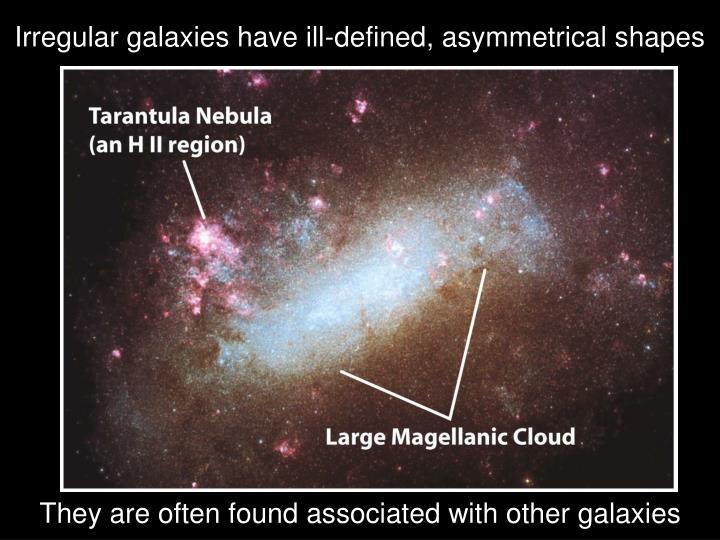 Irregular galaxies have ill-defined, asymmetrical shapes
Tarantula Nebula
(an H II region)
Large Magellanic Cloud
They are often found associated with other galaxies